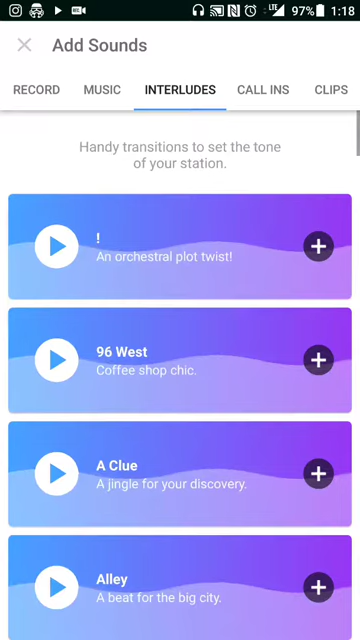 LTE 97% 1:18
Add Sounds
RECORD MUSIC INTERLUDES CALL INS CLIPS
Handy transitions to set the tone
of your station.
!
An orchestral plot twist!
96 West
Coffee shop chic.
A Clue
A jingle for your discovery.
Alley
A beat for the big city.